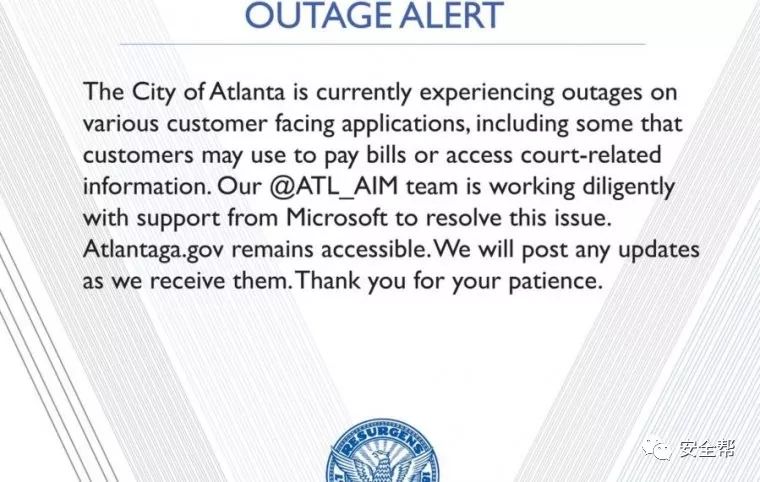 OUTAGE ALERT
The City of Atlanta is currently experiencing outages on
various customer facing applications, including some that
customers may use to pay bills or access court-related
information. Our @ATL_AIM team is working diligently
with support from Microsoft to resolve this issue.
Atlantaga.gov remains accessible. We will post any updates
as we receive them. Thank you for your patience.
RESURGENS
安全帮